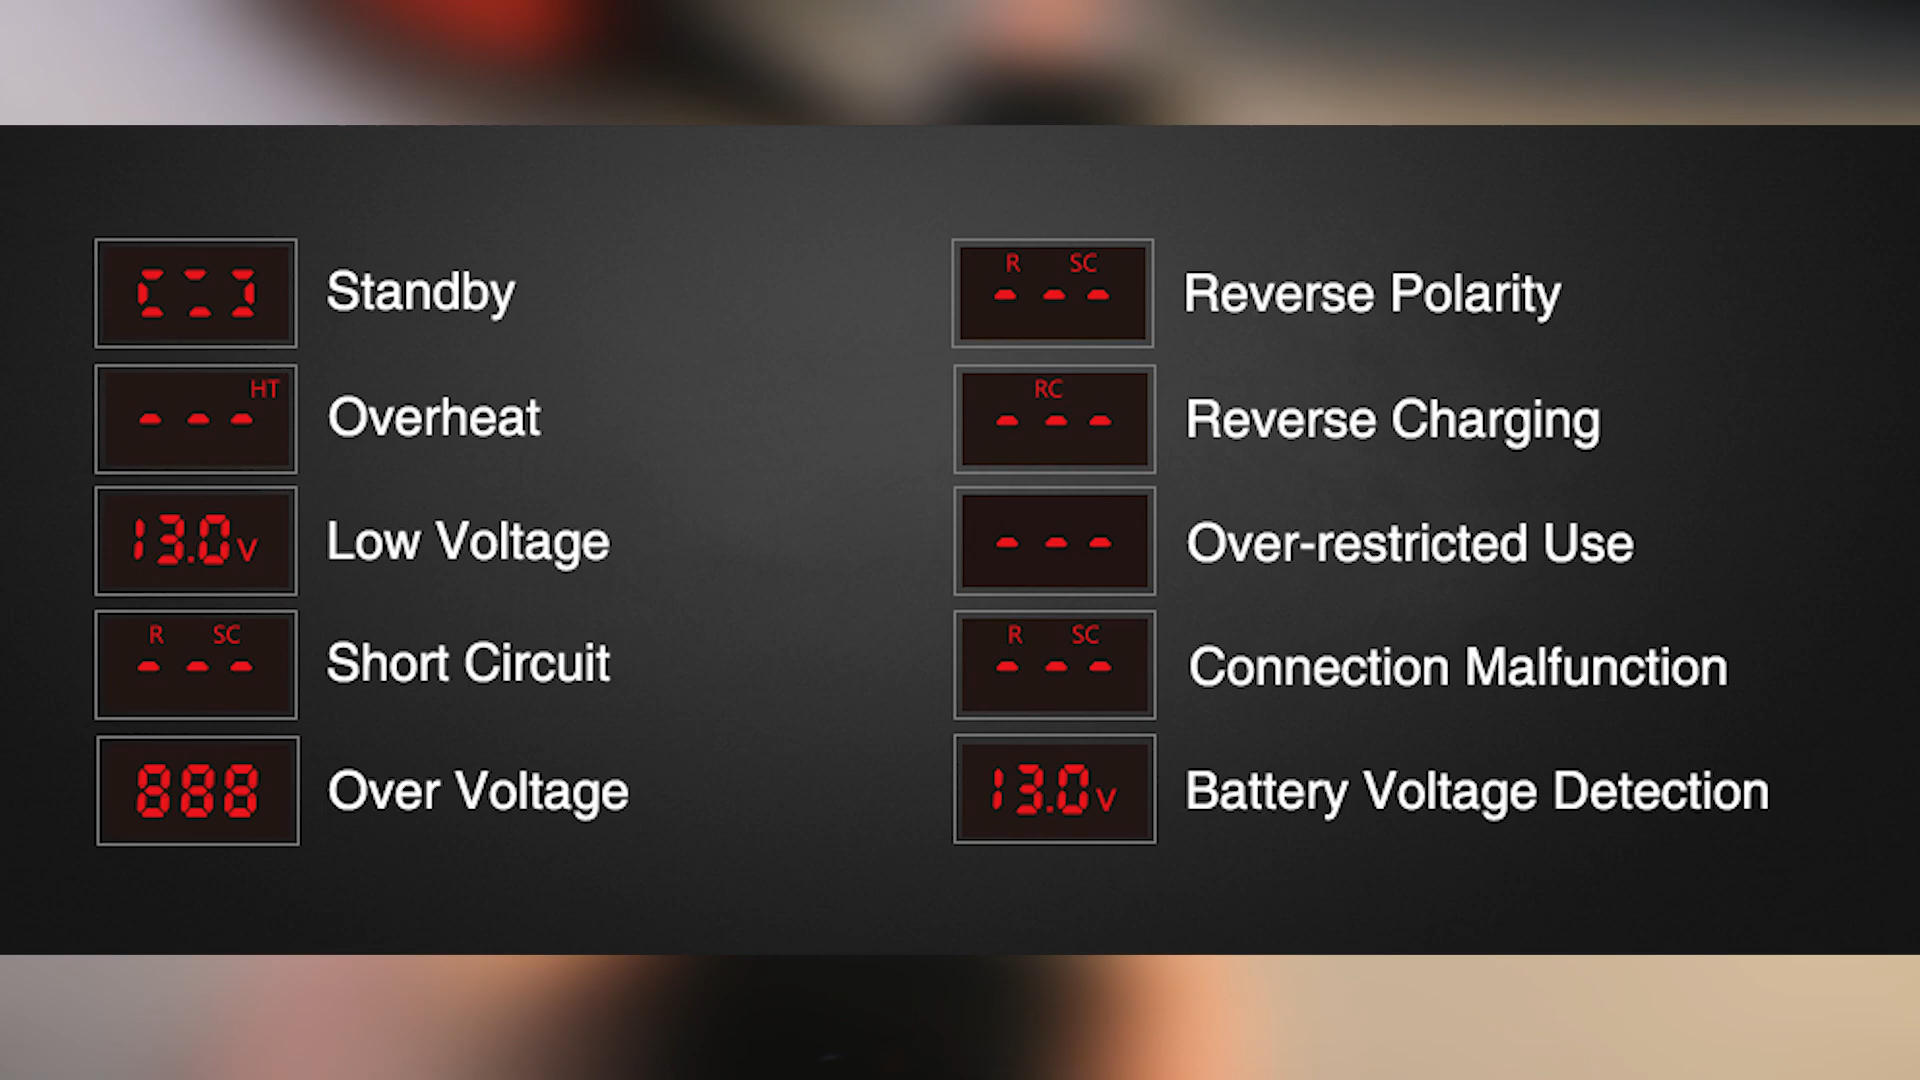 Standby
HT
---
Overheat
13.0V
Low Voltage
R SC
---
Short Circuit
888
Over Voltage
R SC
---
Reverse Polarity
RC
---
Reverse Charging
---
Over-restricted Use
R SC
---
Connection Malfunction
13.0V
Battery Voltage Detection